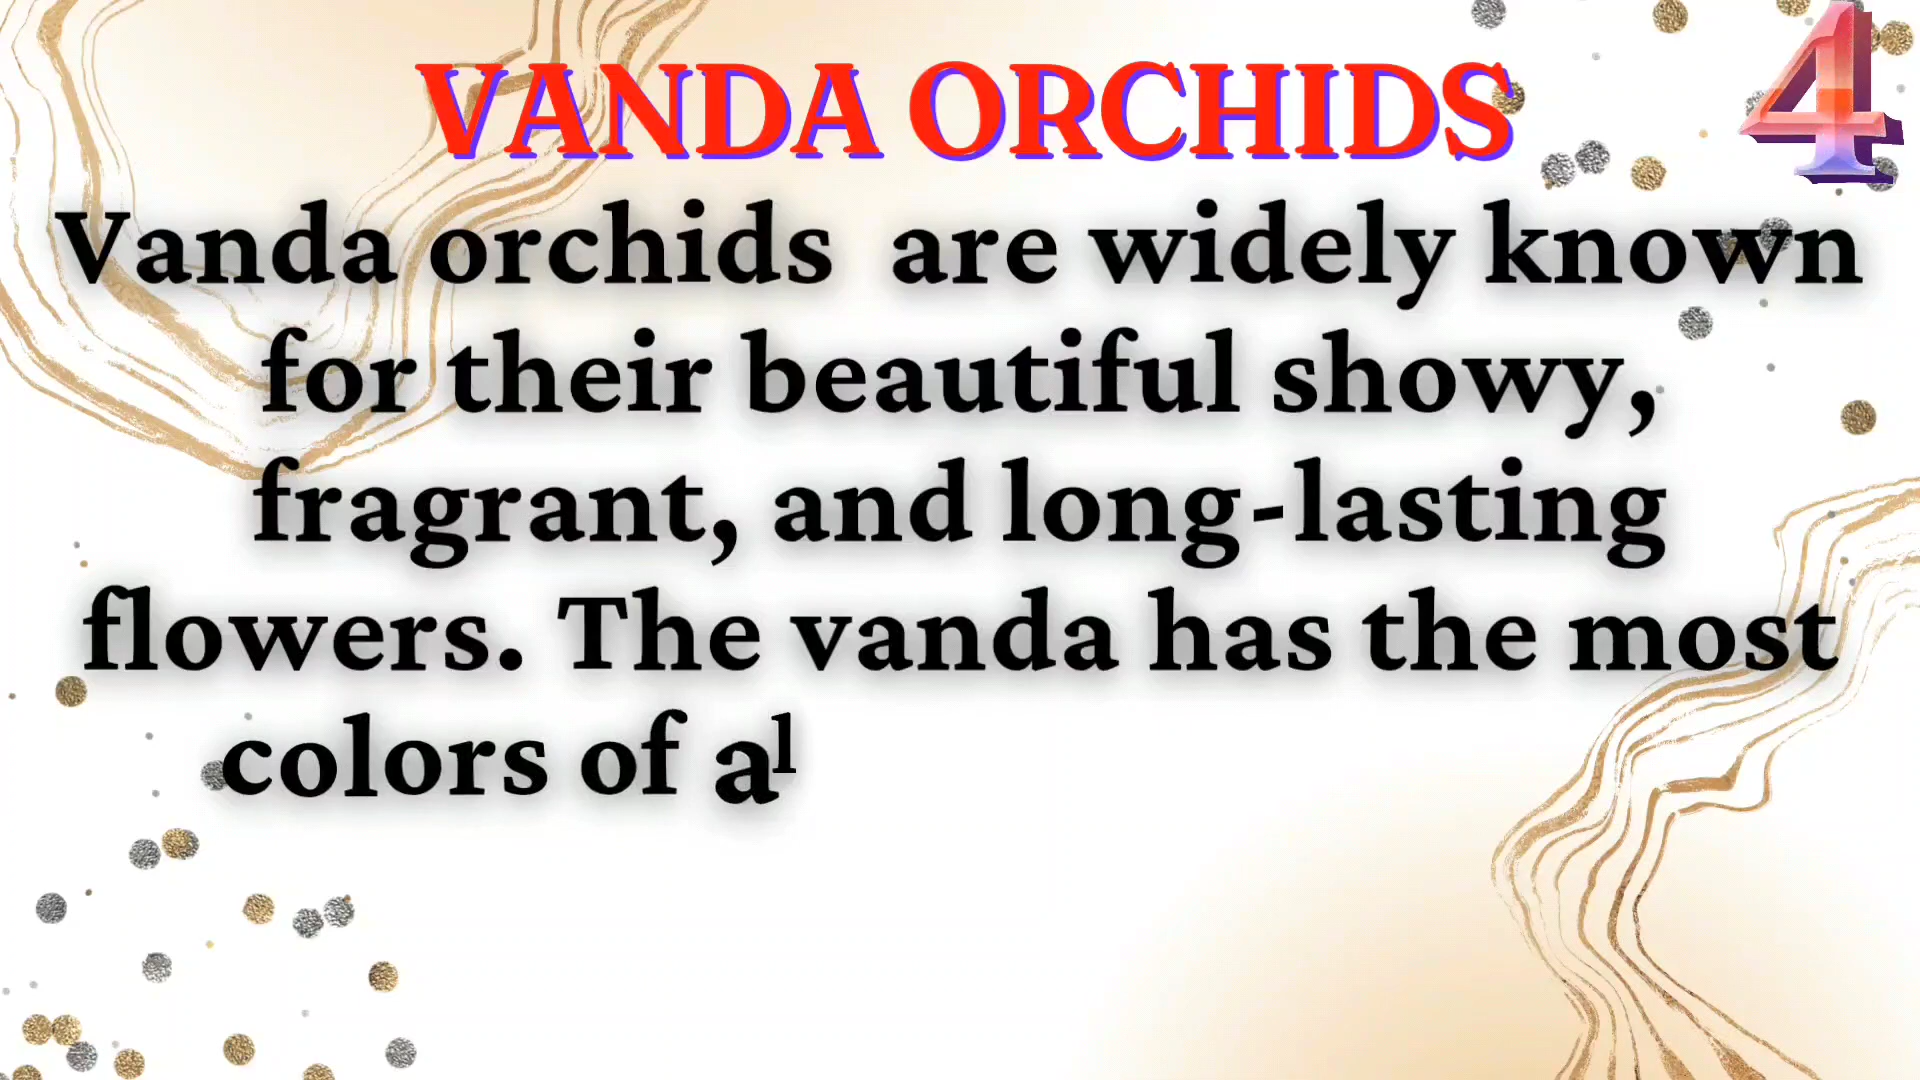 4
VANDA ORCHIDS
Vanda orchids are widely known
for their beautiful showy,
fragrant, and long-lasting
flowers. The vanda has the most
colors of al